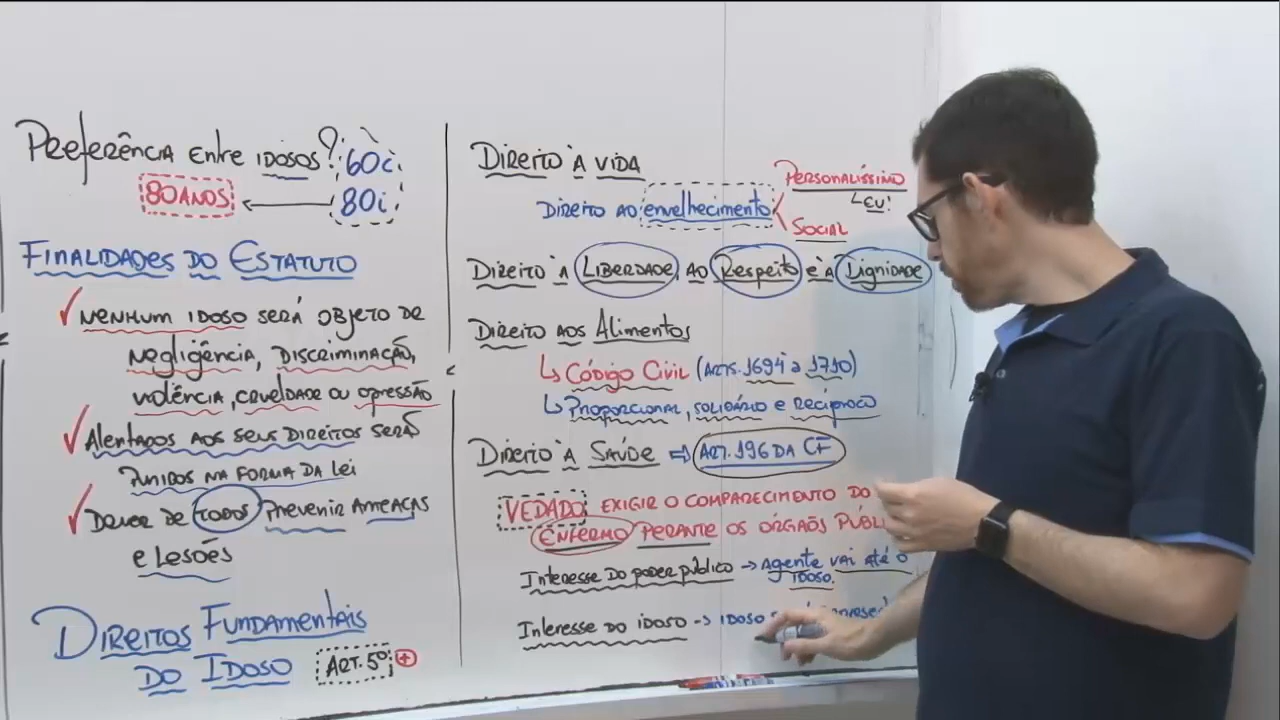 Preferência entre idosos?
60i
80 anos
80i
Finalidades do Estatuto
✓ Nenhum idoso será objeto de
negligência, discriminação,
violência, crueldade ou opressão
✓ Atentados aos seus direitos será
punidos na forma da lei
✓ Dever de todos prevenir ameaças
e lesões
Direitos Fundamentais
do Idoso Art. 5º +
Direito à vida
Personalíssimo
Eu!
Direito ao envelhecimento
Social
Direito à Liberdade, ao Respeito e à Dignidade
Direito aos Alimentos
Código Civil (Arts. 1694 a 1710)
Proporcional, solidário e recíproco
Direito à Saúde ⇨ Art. 196 da CF
VEDADO exigir o comparecimento do
enfermo perante os órgãos
Interesse do poder público → Agente vai até o
idoso.
Interesse do idoso → idoso